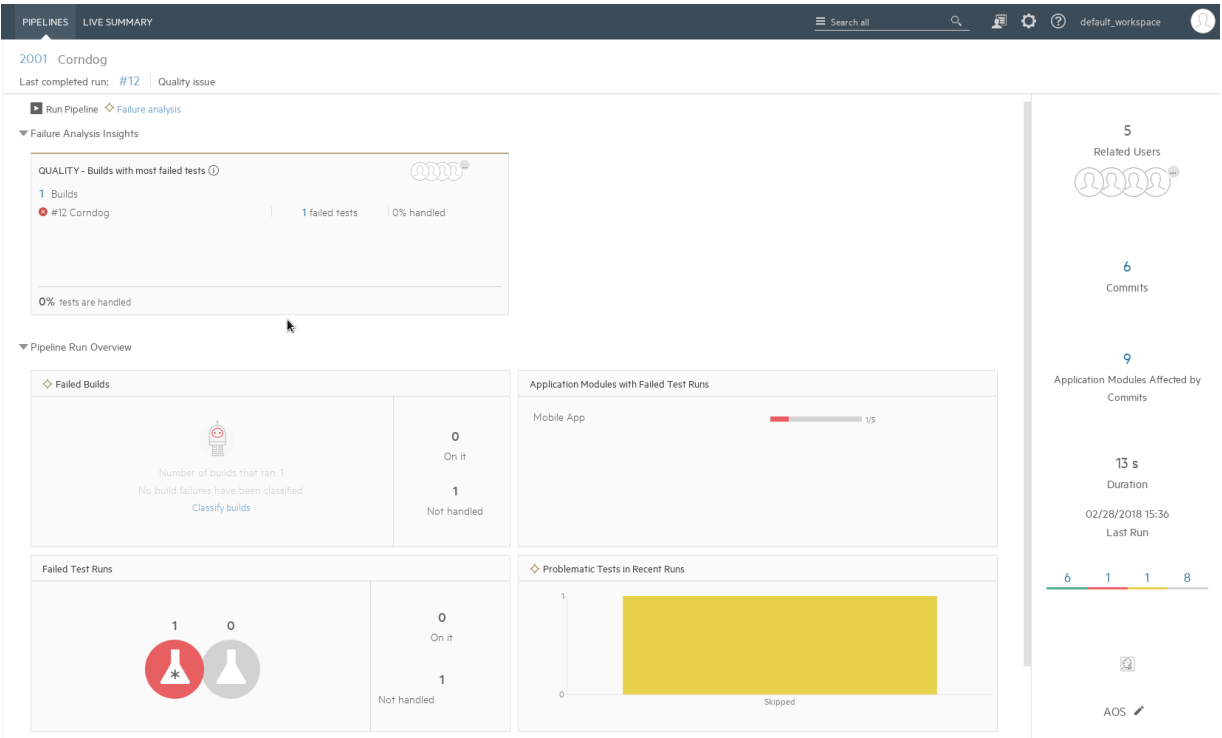 PIPELINES LIVE SUMMARY
Search all
default_workspace
2001 Corndog
Last completed run: #12 Quality issue
Run Pipeline Failure analysis
Failure Analysis Insights
QUALITY - Builds with most failed tests
1 Builds
#12 Corndog 1 failed tests 0% handled
0% tests are handled
Pipeline Run Overview
Failed Builds
Number of builds that ran: 1
No build failures have been classified
Classify builds
0
On it
1
Not handled
Application Modules with Failed Test Runs
Mobile App 1/5
Failed Test Runs
1 0
0
On it
1
Not handled
Problematic Tests in Recent Runs
1
0
Skipped
5
Related Users
6
Commits
9
Application Modules Affected by
Commits
13 s
Duration
02/28/2018 15:36
Last Run
6 1 1 8
AOS